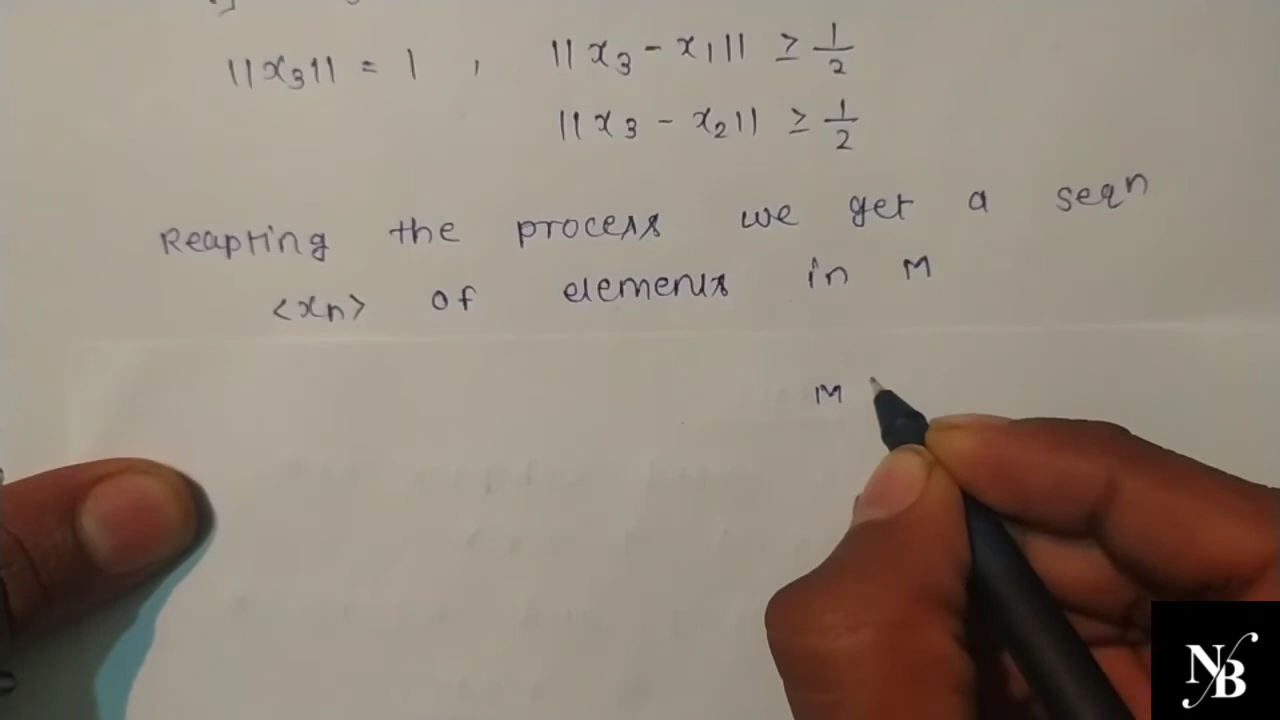 ||x₃|| = 1 , ||x₃ - x₁|| ≥ 1/2
||x₃ - x₂|| ≥ 1/2
Reapting the process we get a seqⁿ
<xₙ> of elements in M
M
NB